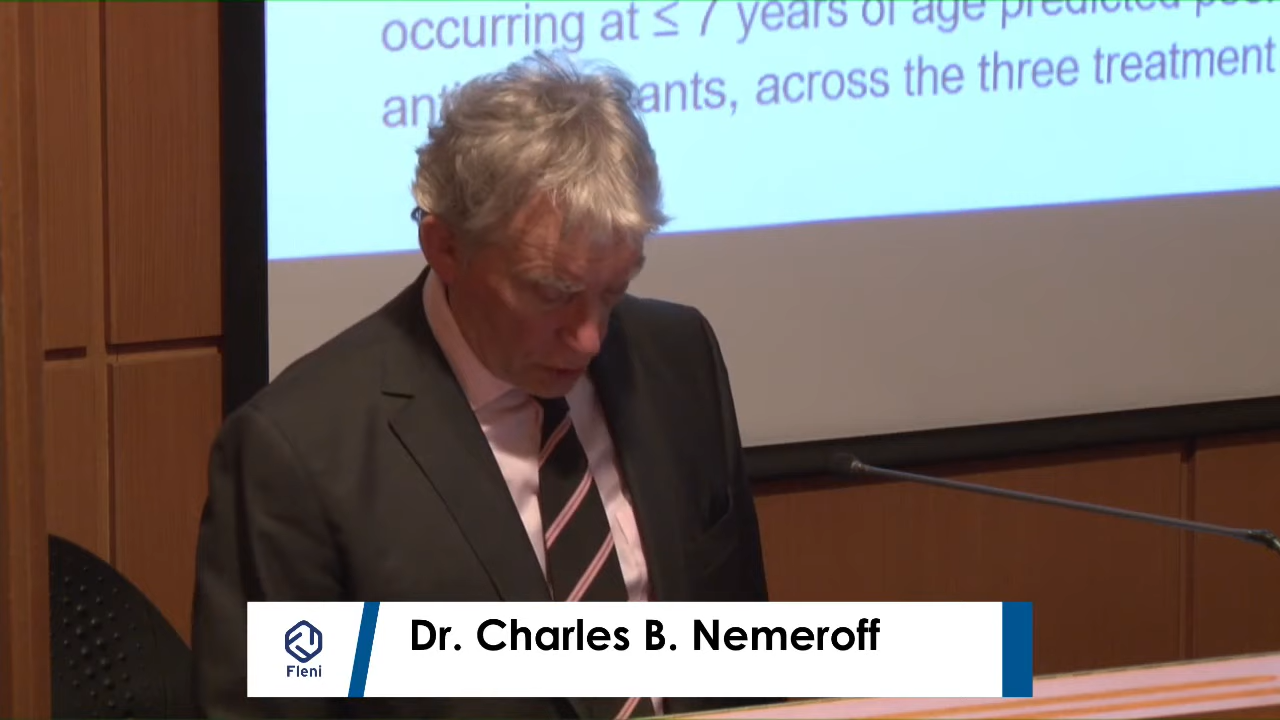 occurring at ≤ 7 years of age predicted
ants, across the three treatment
Dr. Charles B. Nemeroff
Fleni